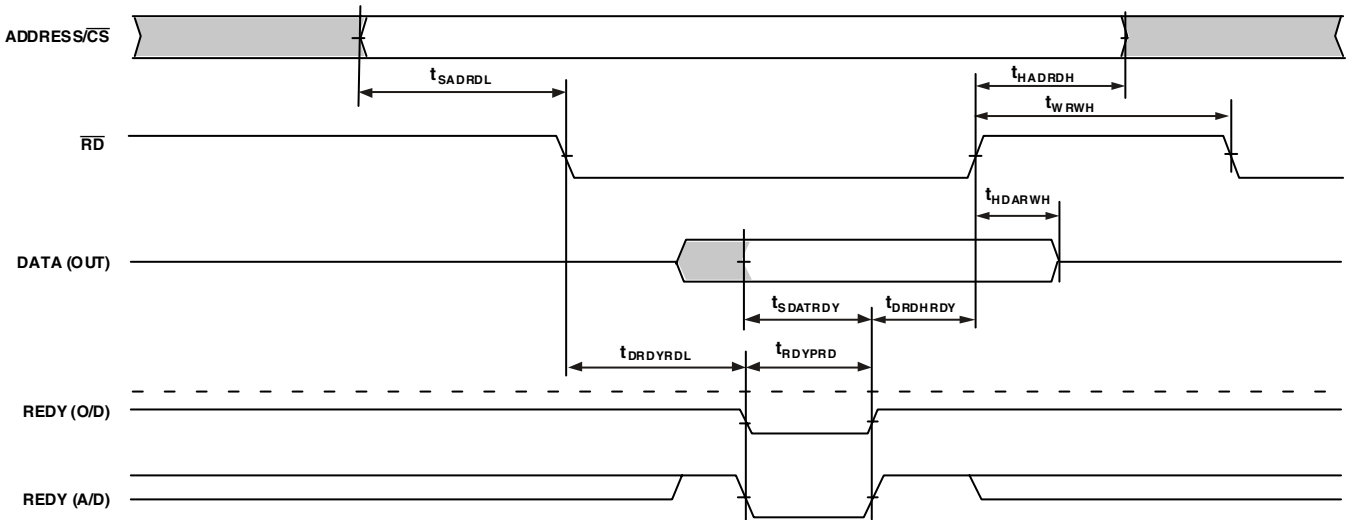 ADDRESS/CS
tSADRDL
tHADRDH
tWRWH
RD
tHDARWH
DATA (OUT)
tSDATRDY
tDRDHRDY
tDRDYRDL
tRDYPRD
REDY (O/D)
REDY (A/D)